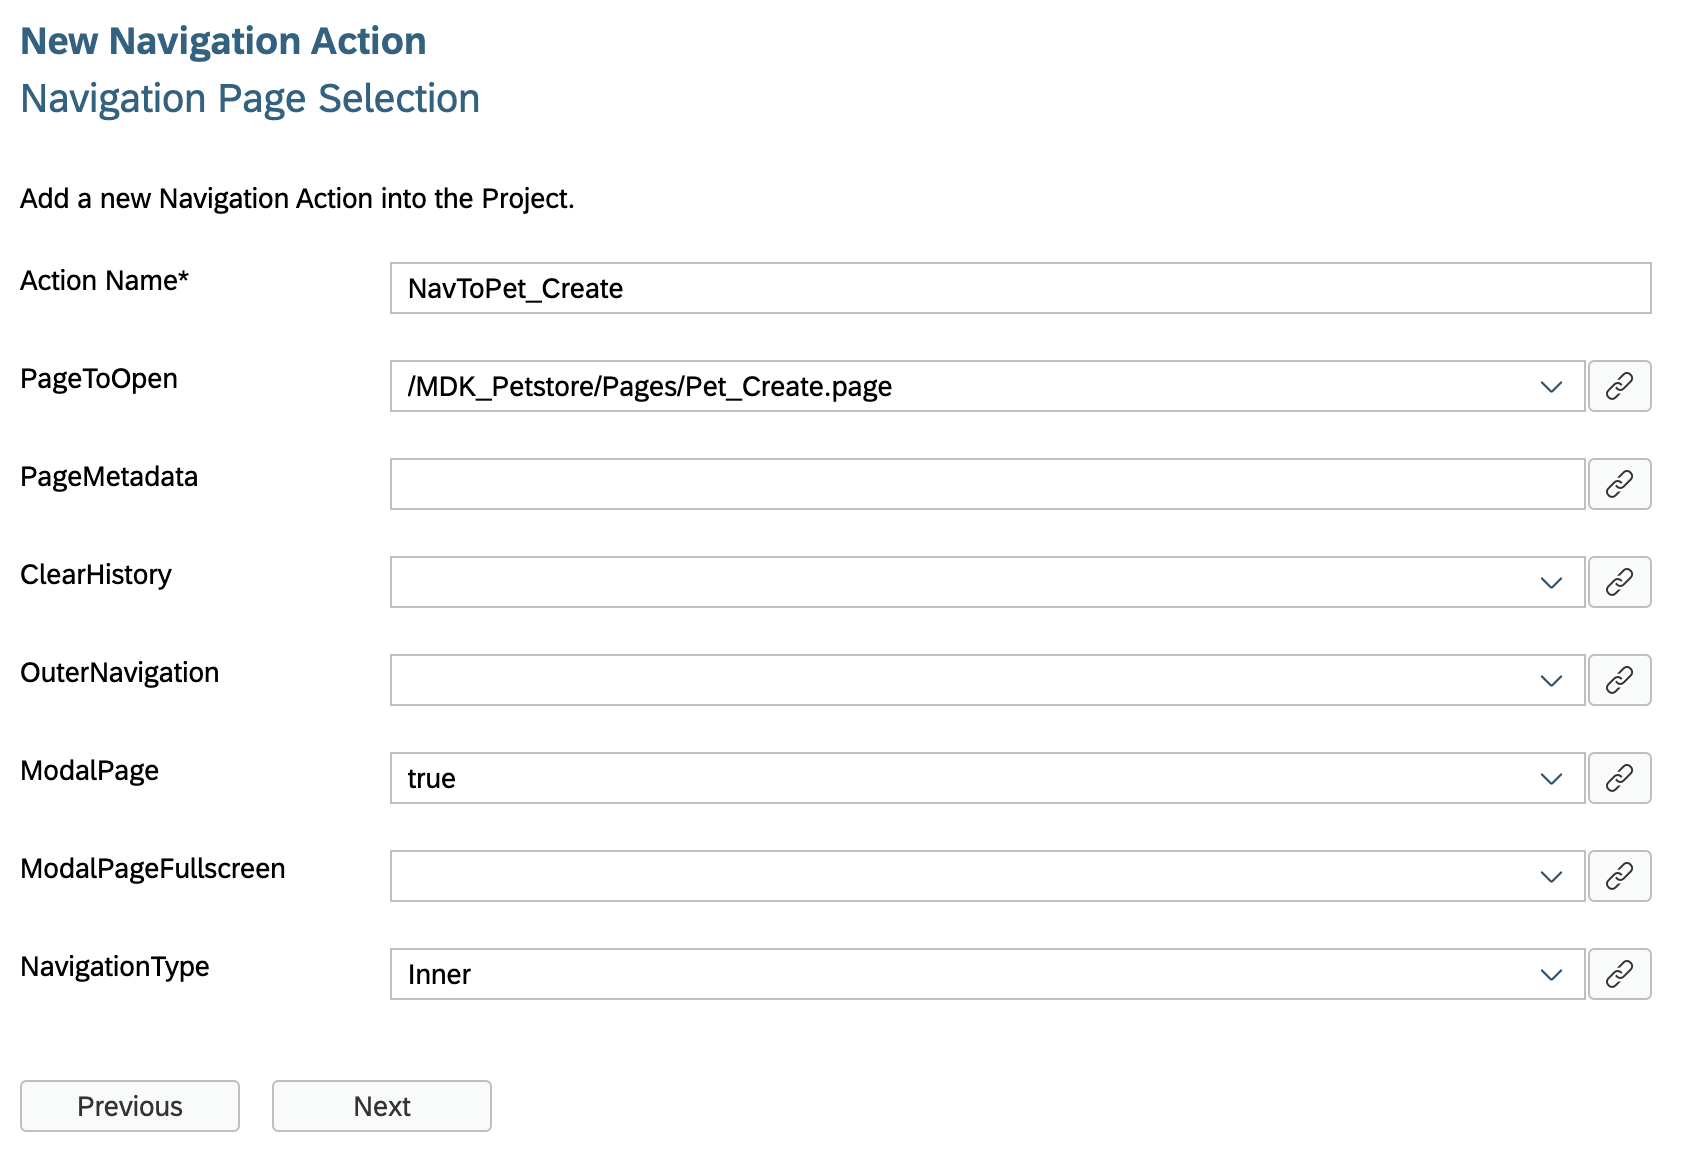 New Navigation Action
Navigation Page Selection
Add a new Navigation Action into the Project.
Action Name* NavToPet_Create
PageToOpen /MDK_Petstore/Pages/Pet_Create.page
PageMetadata
ClearHistory
OuterNavigation
ModalPage true
ModalPageFullscreen
NavigationType Inner
Previous Next